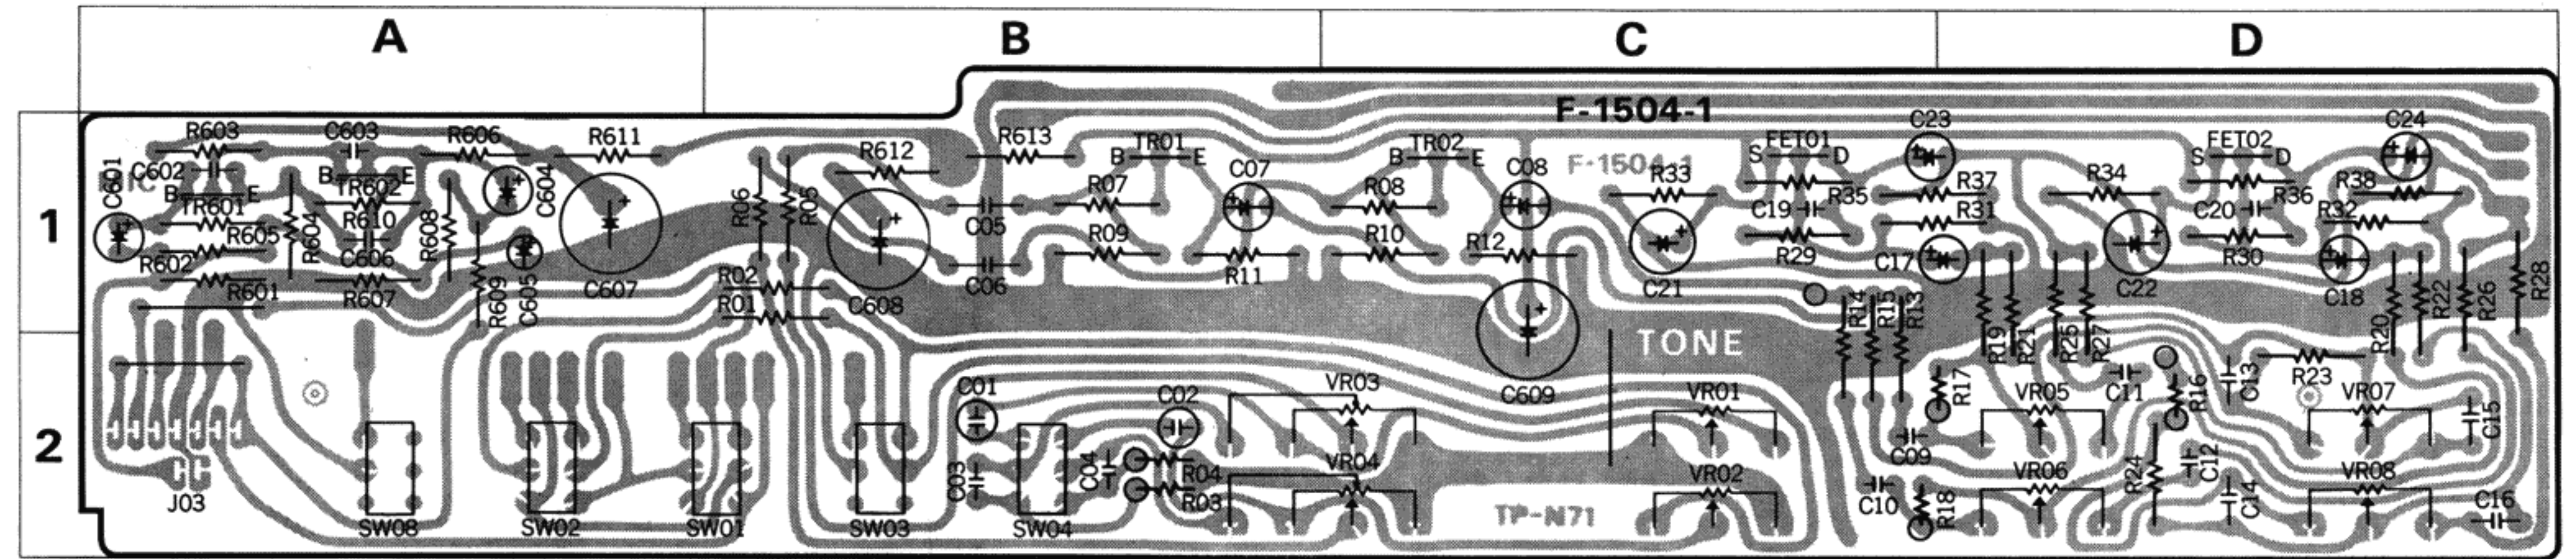 A B C D
F-1504-1
1
R603 C603 R606 R611 R613 TR01 TR02 FET01 C23 FET02 C24
B E B E S D S D
C601 C602 R612 F-1504-1
B E B E C604 C07 C08 R33 R34
TR602 R07 R08 R35 R37 R36 R38
TR601 R610 R06 R05 C19 C20
R605 R604 R608 C05 R31 R32
R602 C606 R09 R10 R12 R29 C17 R30
R601 R607 R609 C605 C607 R02 C608 C06 R11 C21 C22 C18 R28
R01 R14 R15 R13 R22 R26
TONE R19 R21 R25 R27 R20
2
C01 C02 VR03 C609 VR01 R17 VR05 C11 R16 C13 R23 VR07 C15
C03 C04 R04 VR04 VR02 C09 VR06 R24 C12 VR08
J03 R03 C10 R18 C14 C16
SW08 SW02 SW01 SW03 SW04 TP-N71